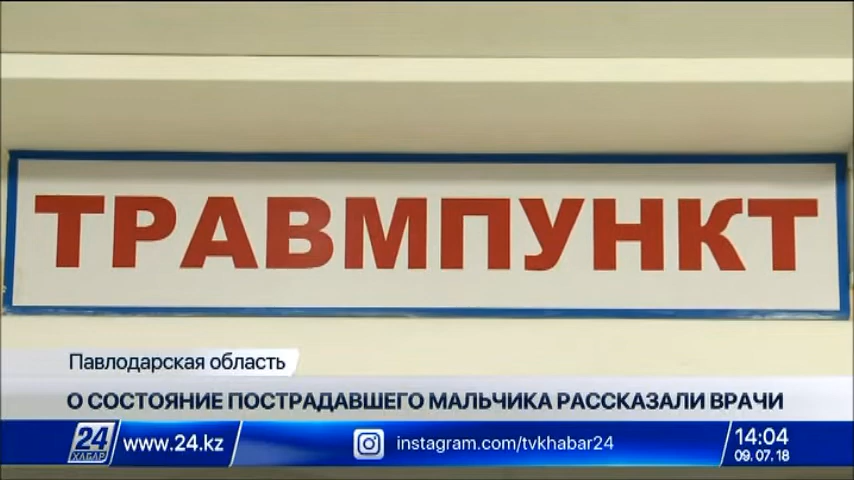 ТРАВМПУНКТ
Павлодарская область
О СОСТОЯНИЕ ПОСТРАДАВШЕГО МАЛЬЧИКА РАССКАЗАЛИ ВРАЧИ
24 ХАБАР www.24.kz instagram.com/tvkhabar24 14:04
09.07.18